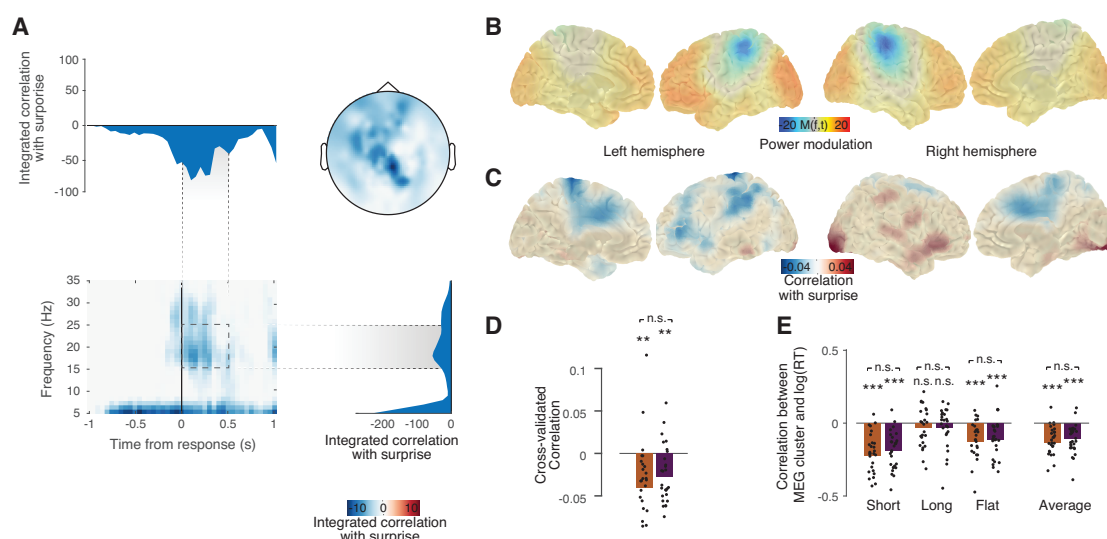 A
Integrated correlation
with surporise
100
50
0
-50
-100
Frequency (Hz)
35
30
25
20
15
10
5
-1
-0.5
0
0.5
1
Time from response (s)
-200
-100
0
Integrated correlation
with surprise
-10 0 10
Integrated correlation
with surprise
B
-20 M(f,t) 20
Power modulation
Left hemisphere
Right hemisphere
C
-0.04 0.04
Correlation
with surprise
D
n.s.
** **
Cross-validated
Correlation
0.1
0.05
0
-0.05
E
Correlation between
MEG cluster and log(RT)
0.5
0
-0.5
n.s. n.s. n.s. n.s.
*** *** n.s. n.s. *** *** *** ***
Short Long Flat Average